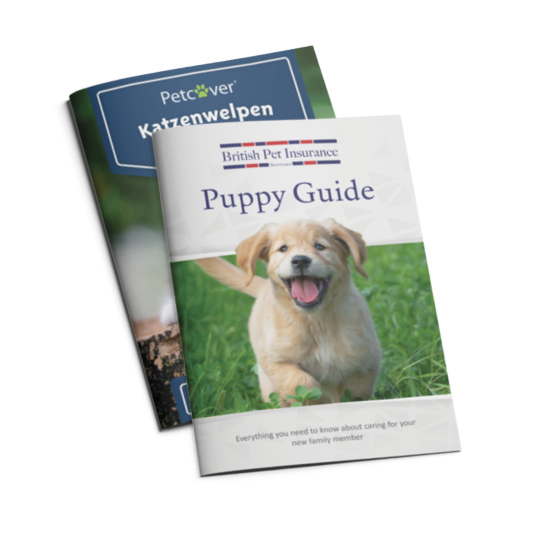 Petcover
Katzenwelpen
British Pet Insurance
Services
Puppy Guide
Everything you need to know about caring for your
new family member